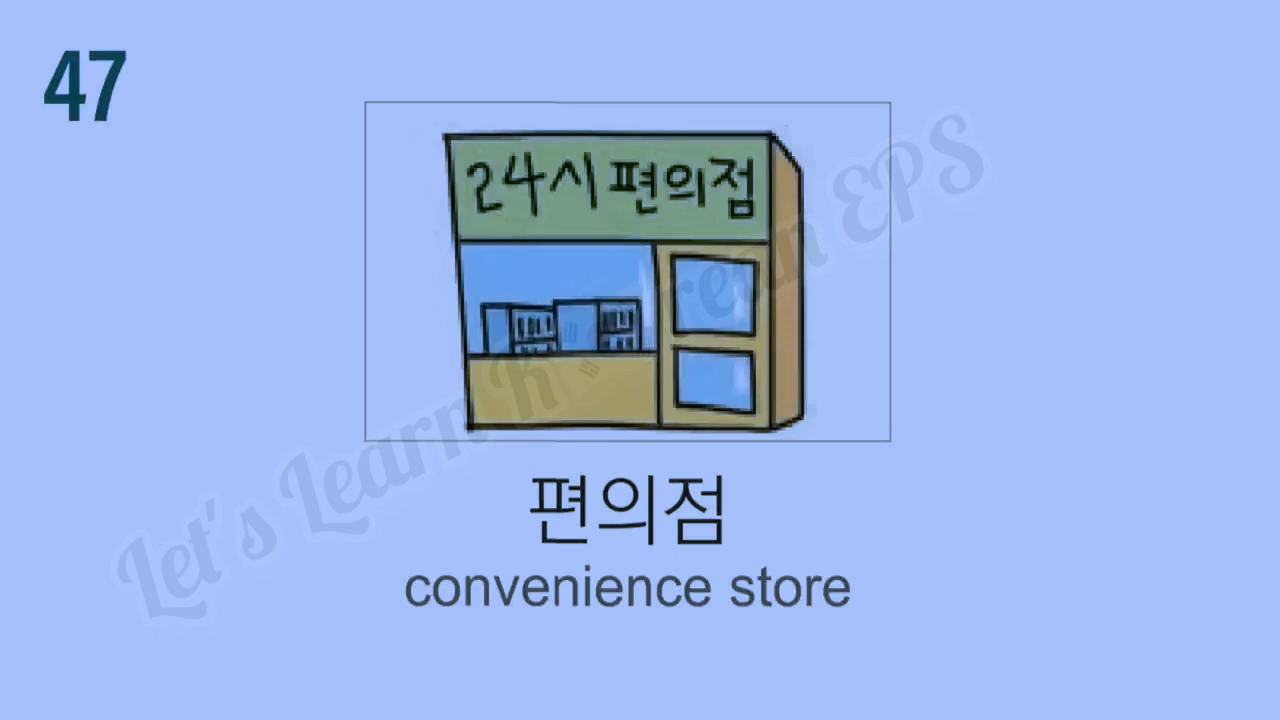 47
24시 편의점
편의점
convenience store
Let's Learn Korean EPS